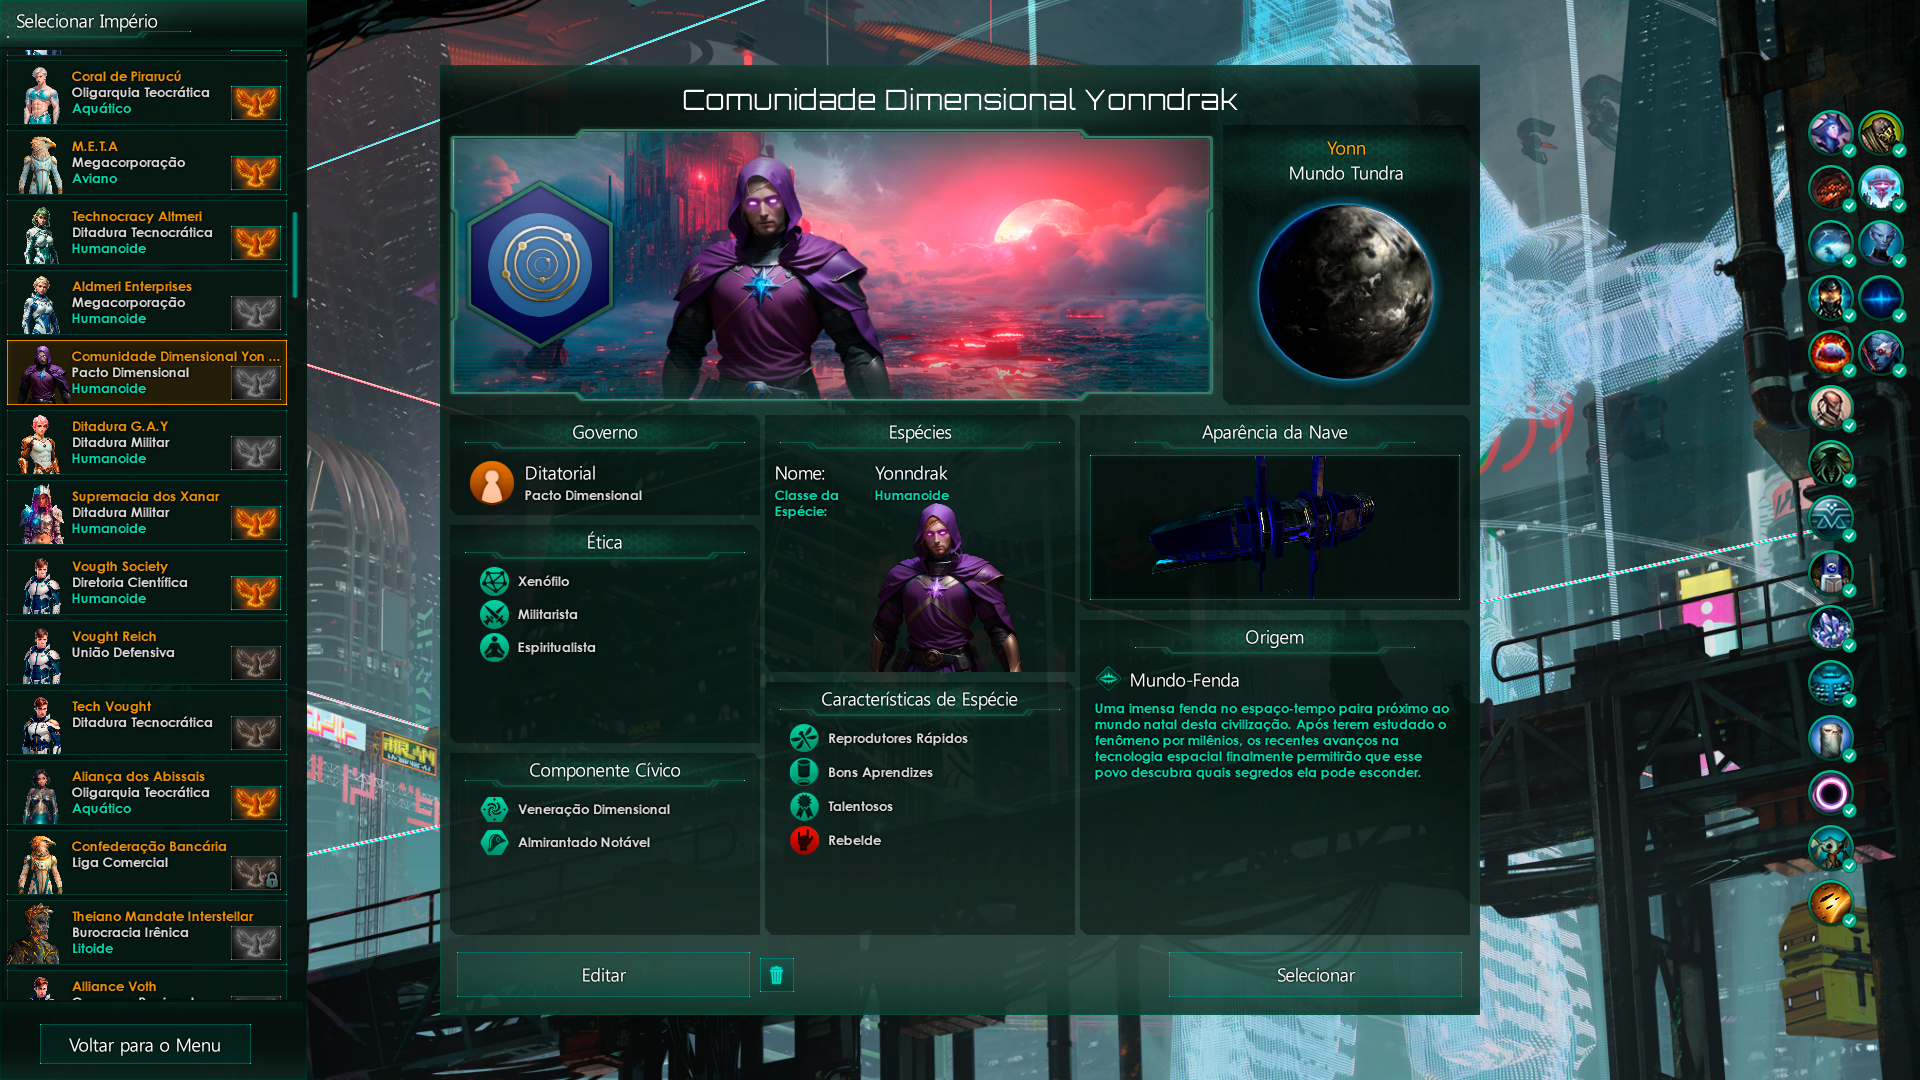 Selecionar Império
Coral de Pirarucú
Oligarquia Teocrática
Aquático
M.E.T.A
Megacorporação
Aviano
Technocracy Altmeri
Ditadura Tecnocrática
Humanoide
Aldmeri Enterprises
Megacorporação
Humanoide
Comunidade Dimensional Yon ...
Pacto Dimensional
Humanoide
Ditadura G.A.Y
Ditadura Militar
Humanoide
Supremacia dos Xanar
Ditadura Militar
Humanoide
Vougth Society
Diretoria Científica
Humanoide
Vought Reich
União Defensiva
Tech Vought
Ditadura Tecnocrática
Aliança dos Abissais
Oligarquia Teocrática
Aquático
Confederação Bancária
Liga Comercial
Theiano Mandate Interstellar
Burocracia Irênica
Litoide
Alliance Voth
Voltar para o Menu
Comunidade Dimensional Yonndrak
Yonn
Mundo Tundra
Governo
Ditatorial
Pacto Dimensional
Ética
Xenófilo
Militarista
Espiritualista
Componente Cívico
Veneração Dimensional
Almirantado Notável
Espécies
Nome: Yonndrak
Classe da Humanoide
Espécie:
Características de Espécie
Reprodutores Rápidos
Bons Aprendizes
Talentosos
Rebelde
Aparência da Nave
Origem
Mundo-Fenda
Uma imensa fenda no espaço-tempo paira próximo ao
mundo natal desta civilização. Após terem estudado o
fenômeno por milênios, os recentes avanços na
tecnologia espacial finalmente permitirão que esse
povo descubra quais segredos ela pode esconder.
Editar
Selecionar